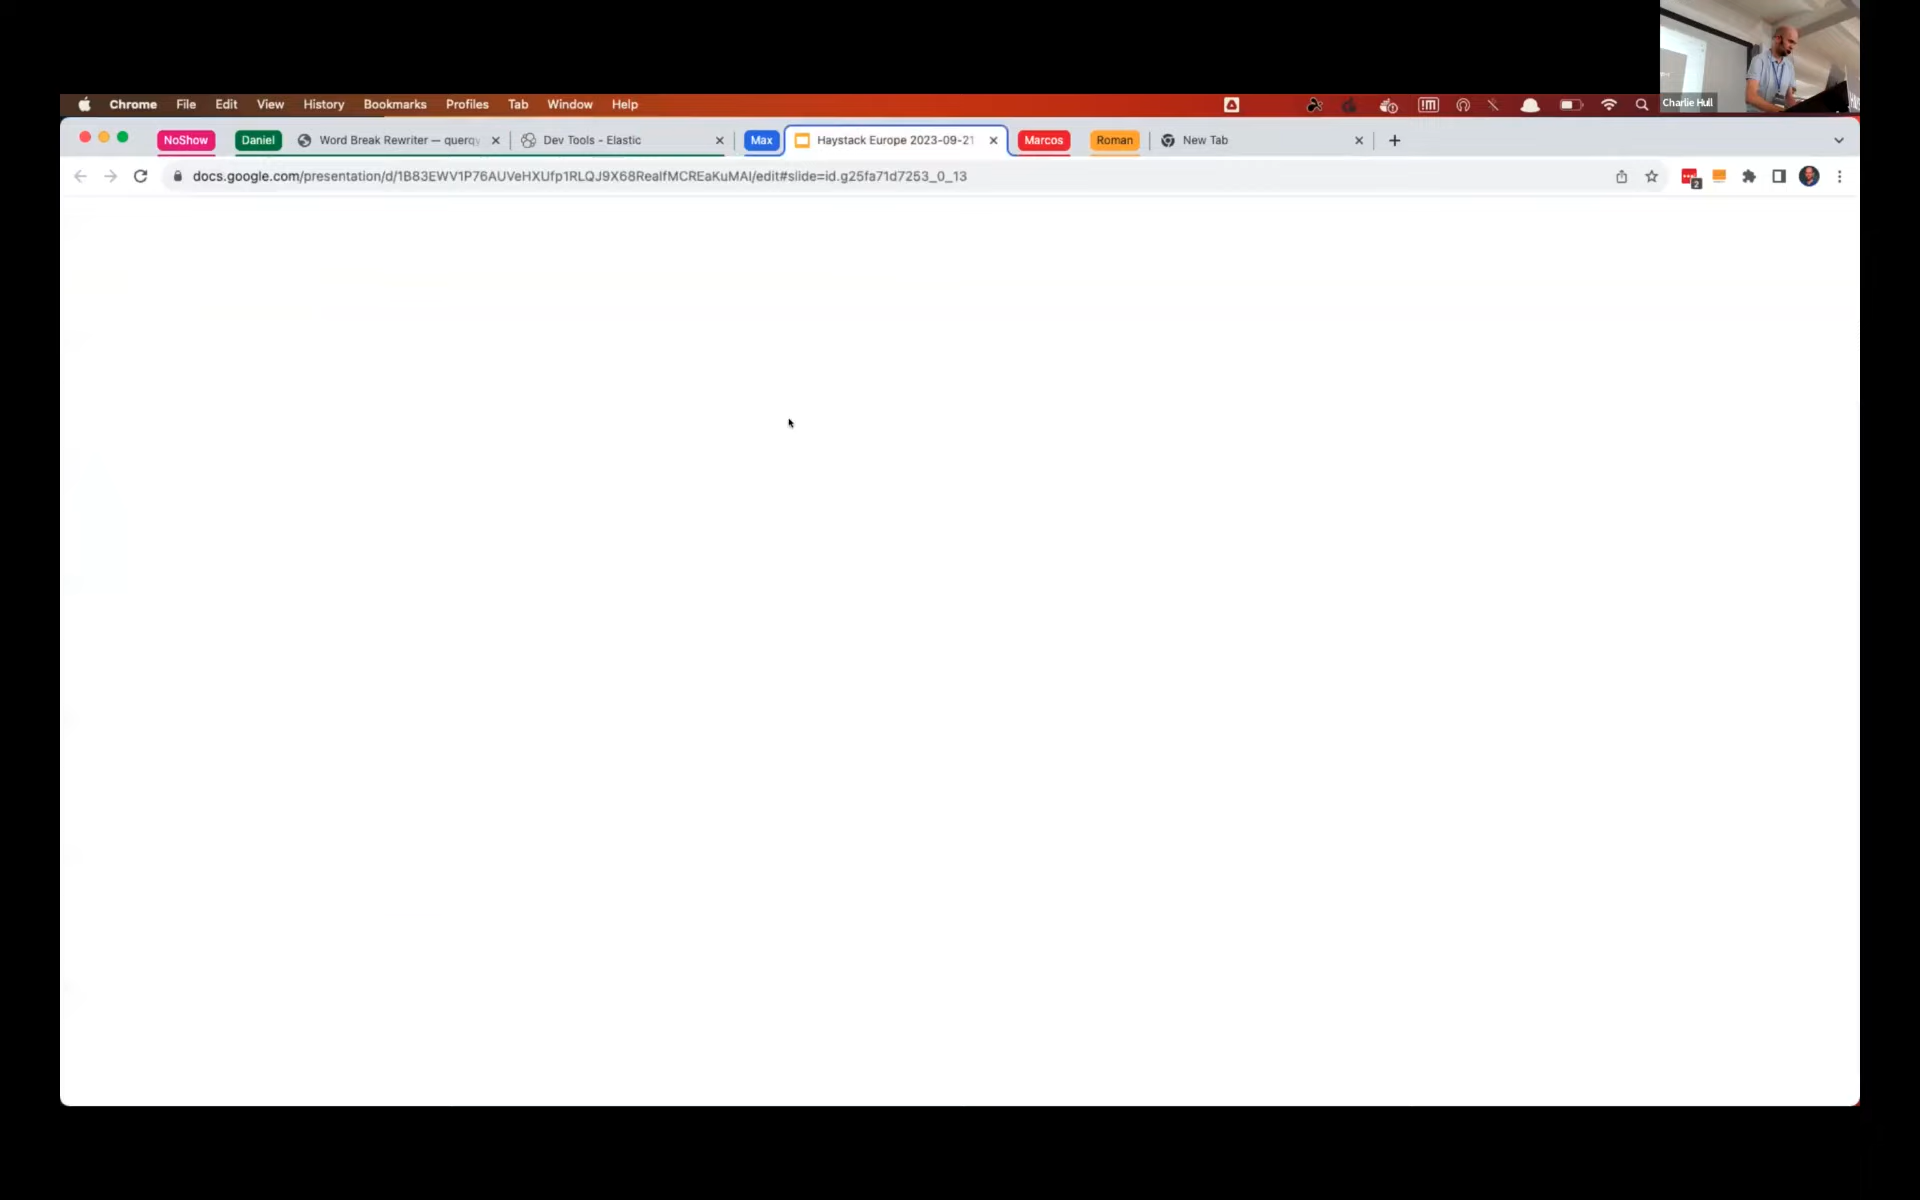 Chrome File Edit View History Bookmarks Profiles Tab Window Help
Charlie Hull
NoShow Daniel Word Break Rewriter — querqy Dev Tools - Elastic Max Haystack Europe 2023-09-21 Marcos Roman New Tab
docs.google.com/presentation/d/1B83EWV1P76AUVeHXUfp1RLQJ9X68RealfMCREaKuMAI/edit#slide=id.g25fa71d7253_0_13
2